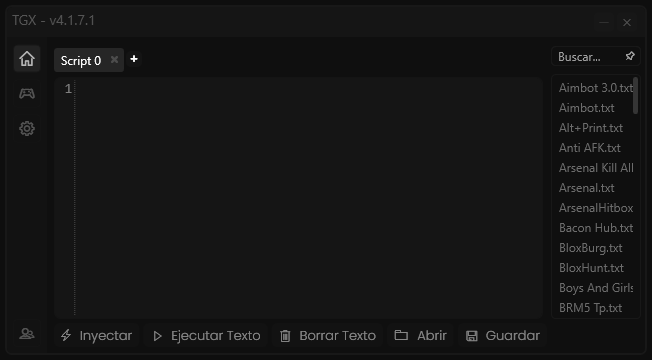 TGX - v4.1.7.1
Script 0
Buscar...
1
Aimbot 3.0.txt
Aimbot.txt
Alt+Print.txt
Anti AFK.txt
Arsenal Kill All
Arsenal.txt
ArsenalHitbox
Bacon Hub.txt
BloxBurg.txt
BloxHunt.txt
Boys And Girls
BRM5 Tp.txt
Inyectar
Ejecutar Texto
Borrar Texto
Abrir
Guardar